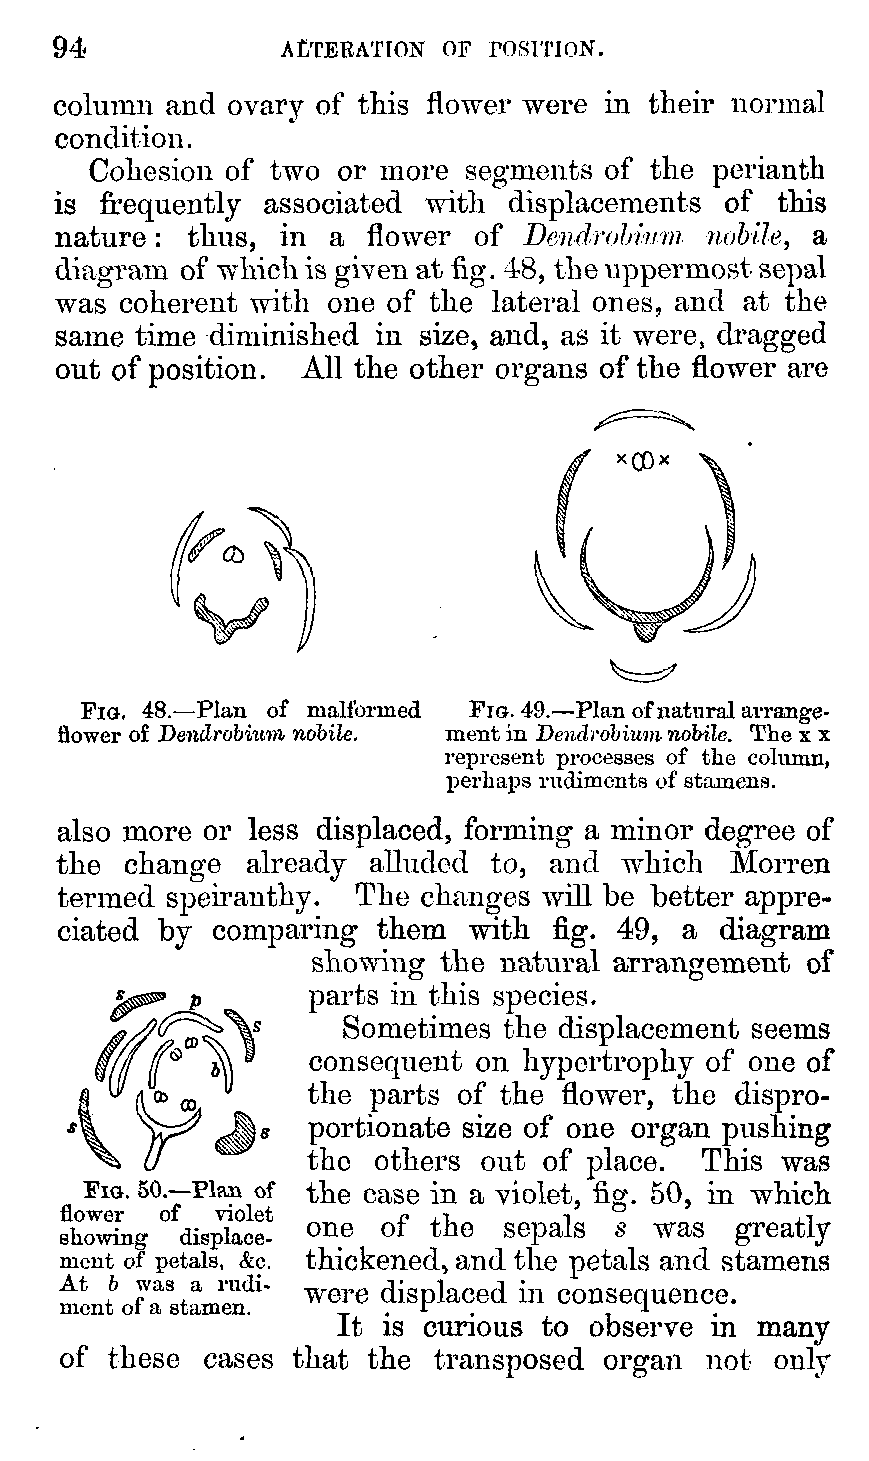 94 ALTERATION OF POSITION.
column and ovary of this flower were in their normal
condition.
Cohesion of two or more segments of the perianth
is frequently associated with displacements of this
nature: thus, in a flower of Dendrobium nobile, a
diagram of which is given at fig. 48, the uppermost sepal
was coherent with one of the lateral ones, and at the
same time diminished in size, and, as it were, dragged
out of position. All the other organs of the flower are
×× 
FIG. 48.—Plan of malformed
flower of Dendrobium nobile.
FIG. 49.—Plan of natural arrange-
ment in Dendrobium nobile. The x x
represent processes of the column,
perhaps rudiments of stamens.
also more or less displaced, forming a minor degree of
the change already alluded to, and which Morren
termed speiranthy. The changes will be better appre-
ciated by comparing them with fig. 49, a diagram
showing the natural arrangement of
parts in this species.
Sometimes the displacement seems
consequent on hypertrophy of one of
the parts of the flower, the dispro-
portionate size of one organ pushing
the others out of place. This was
the case in a violet, fig. 50, in which
one of the sepals s was greatly
thickened, and the petals and stamens
were displaced in consequence.
s p
s
b
s s
FIG. 50.—Plan of
flower of violet
showing displace-
ment of petals, &c.
At b was a rudi-
ment of a stamen.
It is curious to observe in many
of these cases that the transposed organ not only